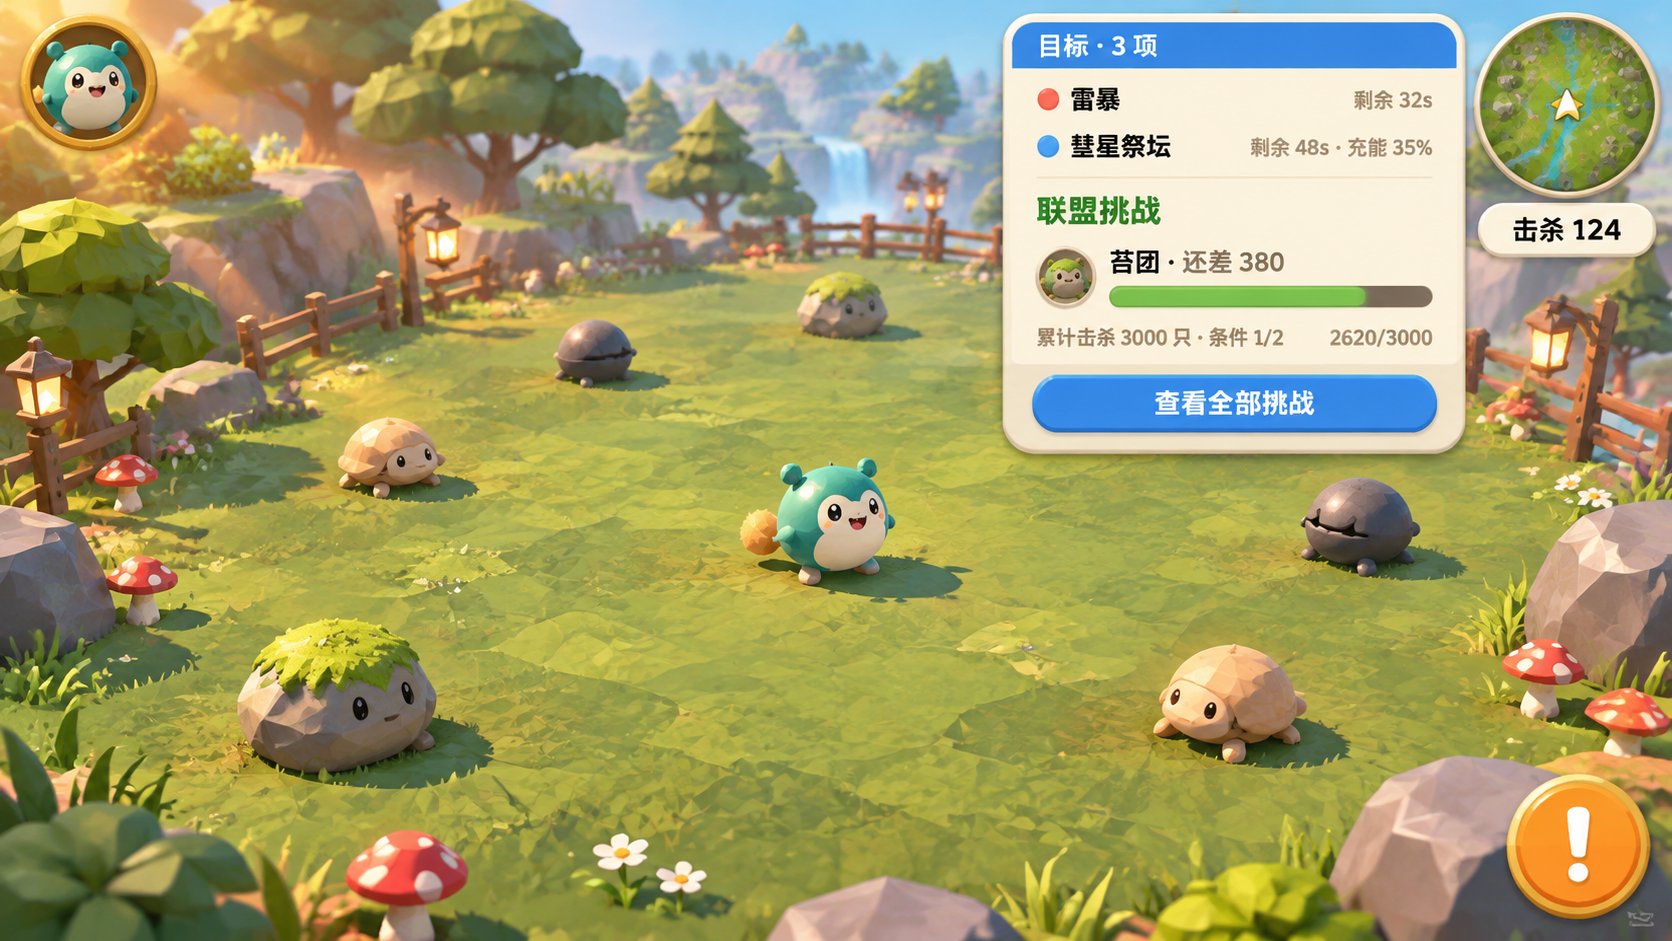 目标 · 3 项
雷暴 剩余 32s
彗星祭坛 剩余 48s · 充能 35%
联盟挑战
苔团 · 还差 380
累计击杀 3000 只 · 条件 1/2 2620/3000
查看全部挑战
击杀 124
!